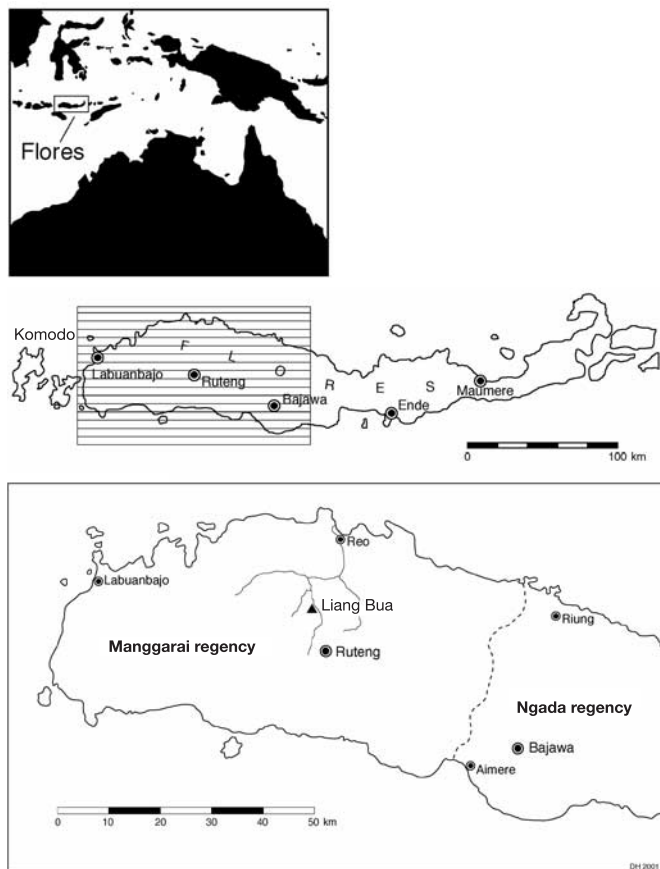 Flores
Komodo
F L O R E S
Labuanbajo
Ruteng
Bajawa
Ende
Maumere
0 100 km
Reo
Labuanbajo
Liang Bua
Riung
Manggarai regency
Ruteng
Ngada regency
Bajawa
Aimere
0 10 20 30 40 50 km
DH 2001